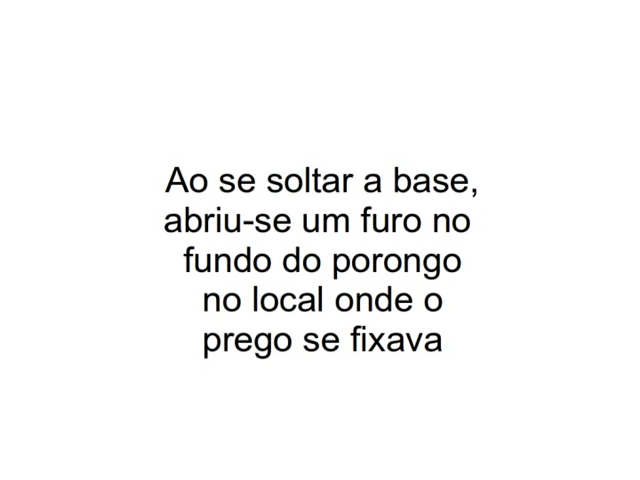 Ao se soltar a base,
abriu-se um furo no
fundo do porongo
no local onde o
prego se fixava